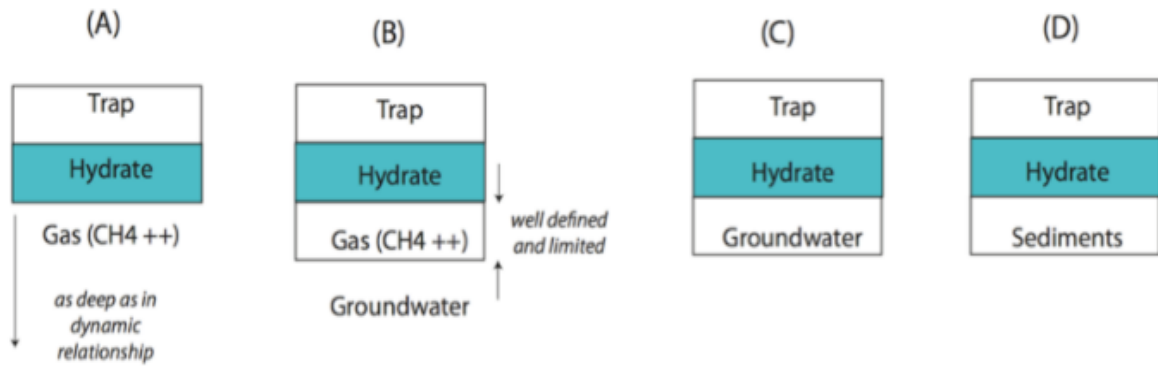 (A)
Trap
Hydrate
Gas (CH4 ++)
as deep as in
dynamic
relationship
(B)
Trap
Hydrate
Gas (CH4 ++)
Groundwater
well defined
and limited
(C)
Trap
Hydrate
Groundwater
(D)
Trap
Hydrate
Sediments